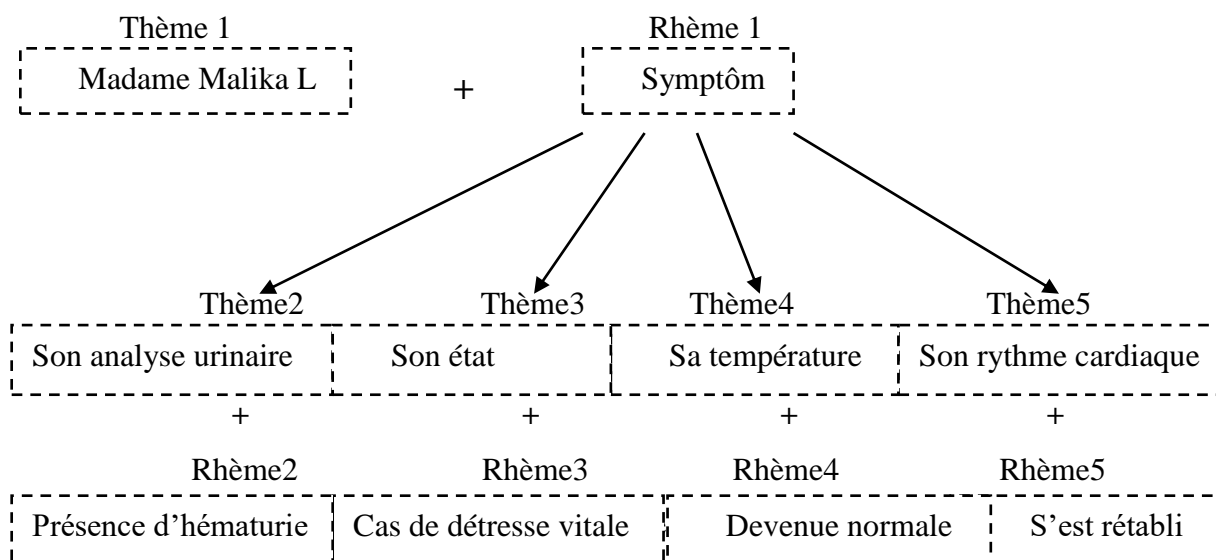 Thème 1 Rhème 1
Madame Malika L + Symptôm
Thème2 Thème3 Thème4 Thème5
Son analyse urinaire Son état Sa température Son rythme cardiaque
+ + + +
Rhème2 Rhème3 Rhème4 Rhème5
Présence d’hématurie Cas de détresse vitale Devenue normale S’est rétabli